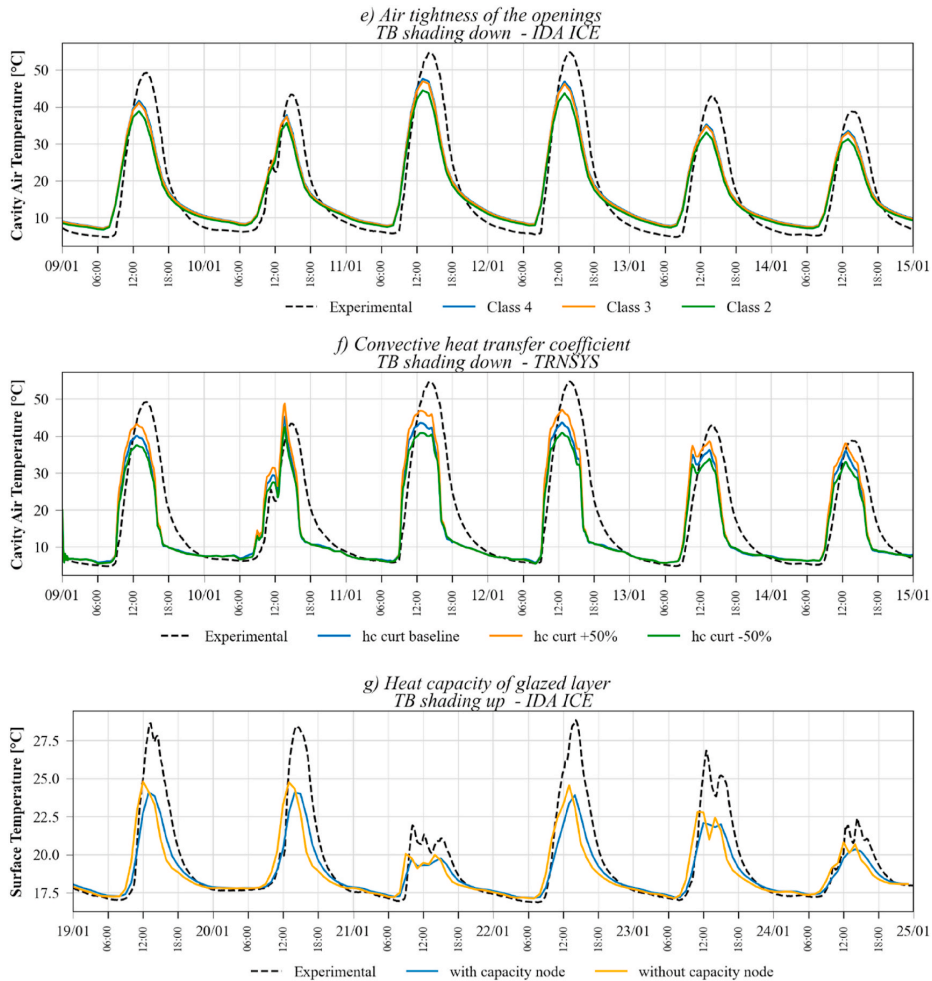 e) Air tightness of the openings
TB shading down - IDA ICE
Cavity Air Temperature [°C]
50
40
30
20
10
09/01 06:00 12:00 18:00 10/01 06:00 12:00 18:00 11/01 06:00 12:00 18:00 12/01 06:00 12:00 18:00 13/01 06:00 12:00 18:00 14/01 06:00 12:00 18:00 15/01
Experimental Class 4 Class 3 Class 2
f) Convective heat transfer coefficient
TB shading down - TRNSYS
Cavity Air Temperature [°C]
50
40
30
20
10
09/01 06:00 12:00 18:00 10/01 06:00 12:00 18:00 11/01 06:00 12:00 18:00 12/01 06:00 12:00 18:00 13/01 06:00 12:00 18:00 14/01 06:00 12:00 18:00 15/01
Experimental hc curt baseline hc curt +50% hc curt -50%
g) Heat capacity of glazed layer
TB shading up - IDA ICE
Surface Temperature [°C]
27.5
25.0
22.5
20.0
17.5
19/01 06:00 12:00 18:00 20/01 06:00 12:00 18:00 21/01 06:00 12:00 18:00 22/01 06:00 12:00 18:00 23/01 06:00 12:00 18:00 24/01 06:00 12:00 18:00 25/01
Experimental with capacity node without capacity node